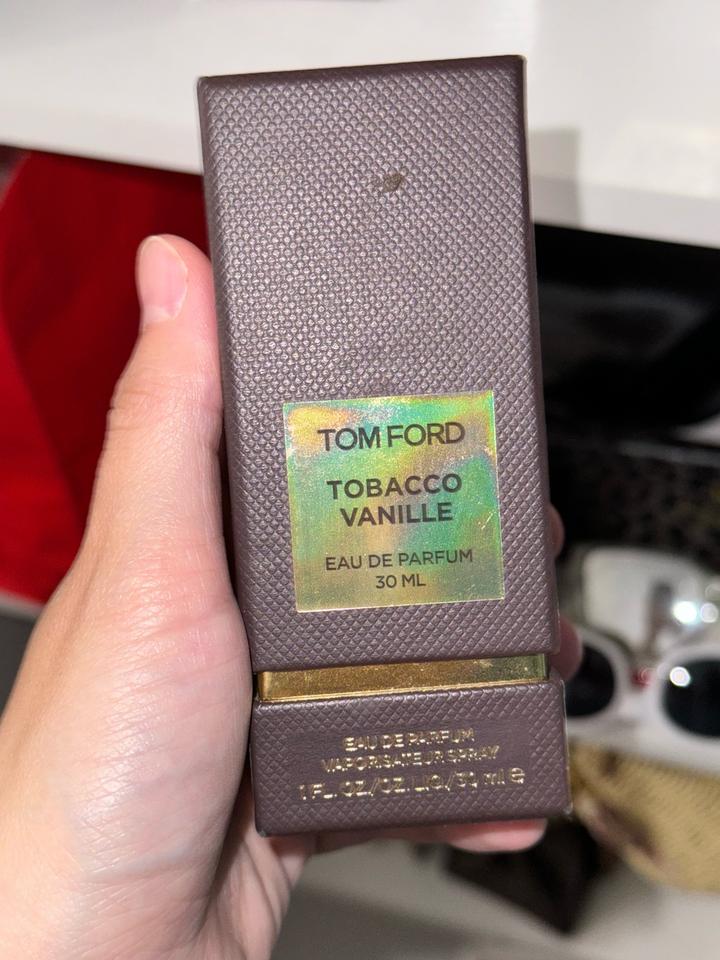 TOM FORD
TOBACCO
VANILLE
EAU DE PARFUM
30 ML
EAU DE PARFUM
VAPORISATEUR SPRAY
1 FL. OZ./OZ. LIQ/30 ml e